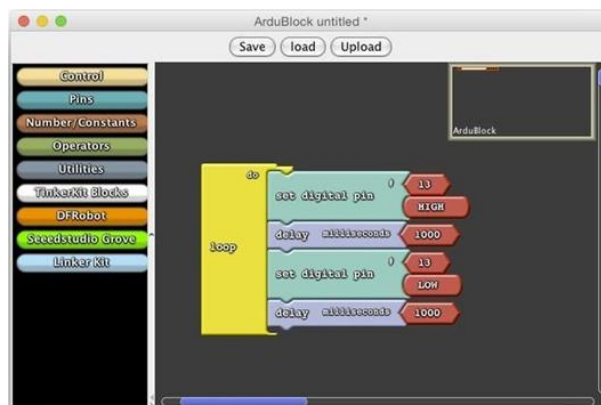 ArduBlock untitled *
Save load Upload
Control
Pins
Number/Constants
Operators
Utilities
TinkerKit Blocks
DFRobot
Seeedstudio Grove
Linker Kit
ArduBlock
loop
do
set digital pin # 13
HIGH
delay milliseconds 1000
set digital pin # 13
LOW
delay milliseconds 1000